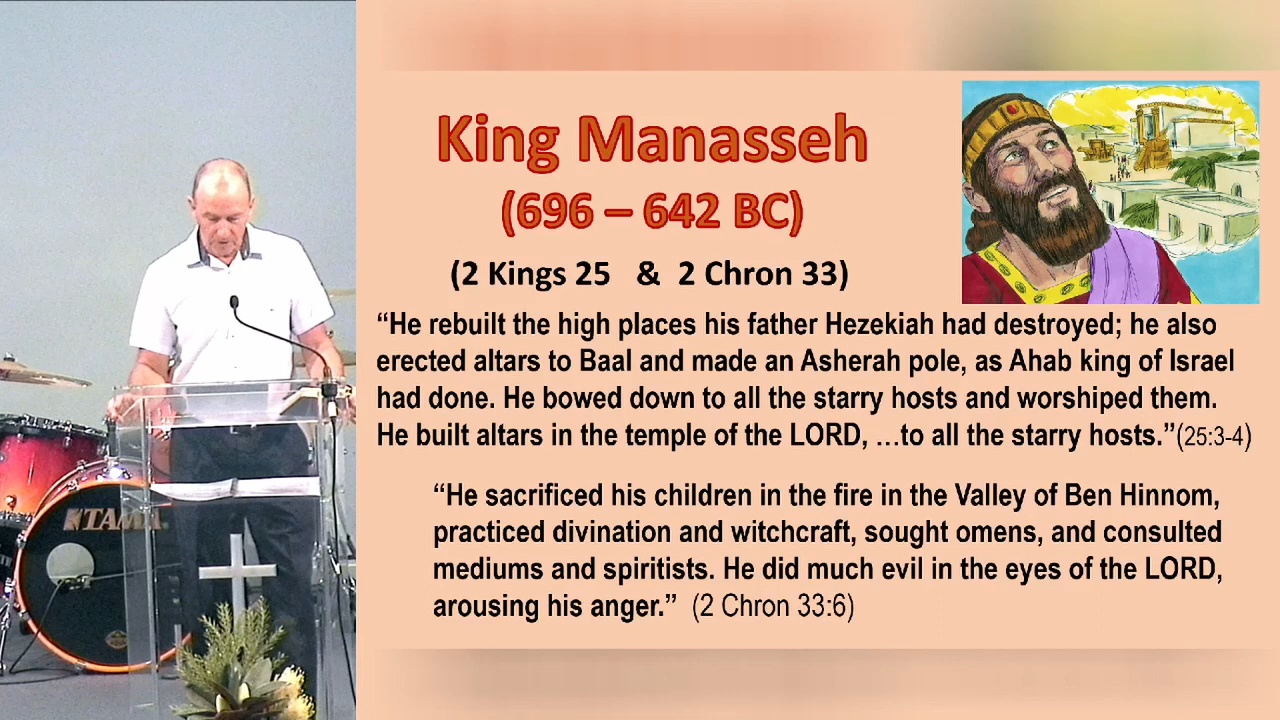 King Manasseh
(696 – 642 BC)
(2 Kings 25 & 2 Chron 33)
“He rebuilt the high places his father Hezekiah had destroyed; he also
erected altars to Baal and made an Asherah pole, as Ahab king of Israel
had done. He bowed down to all the starry hosts and worshiped them.
He built altars in the temple of the LORD, …to all the starry hosts.”(25:3-4)
“He sacrificed his children in the fire in the Valley of Ben Hinnom,
practiced divination and witchcraft, sought omens, and consulted
mediums and spiritists. He did much evil in the eyes of the LORD,
arousing his anger.” (2 Chron 33:6)
TAMA